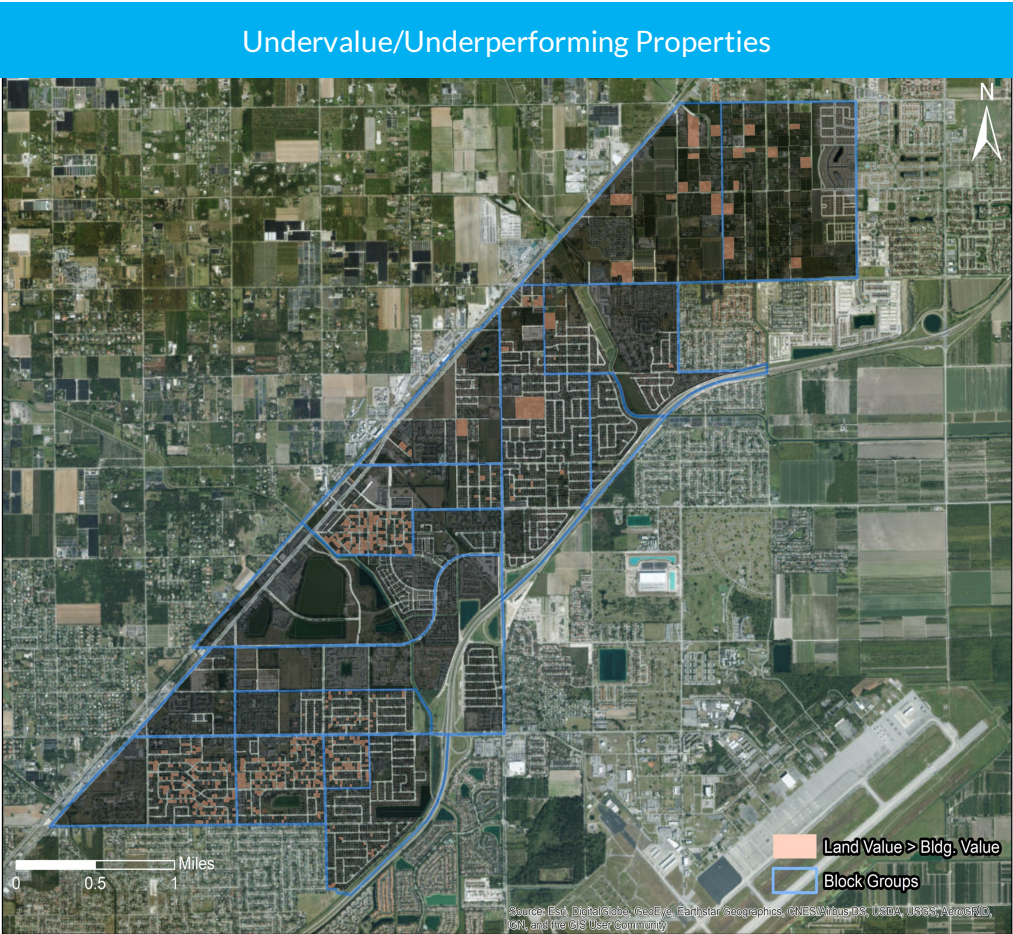 Undervalue/Underperforming Properties
N
Land Value > Bldg. Value
Block Groups
Miles
0 0.5 1
Source: Esri, DigitalGlobe, GeoEye, Earthstar Geographics, CNES/Airbus DS, USDA, USGS, AeroGRID,
IGN, and the GIS User Community